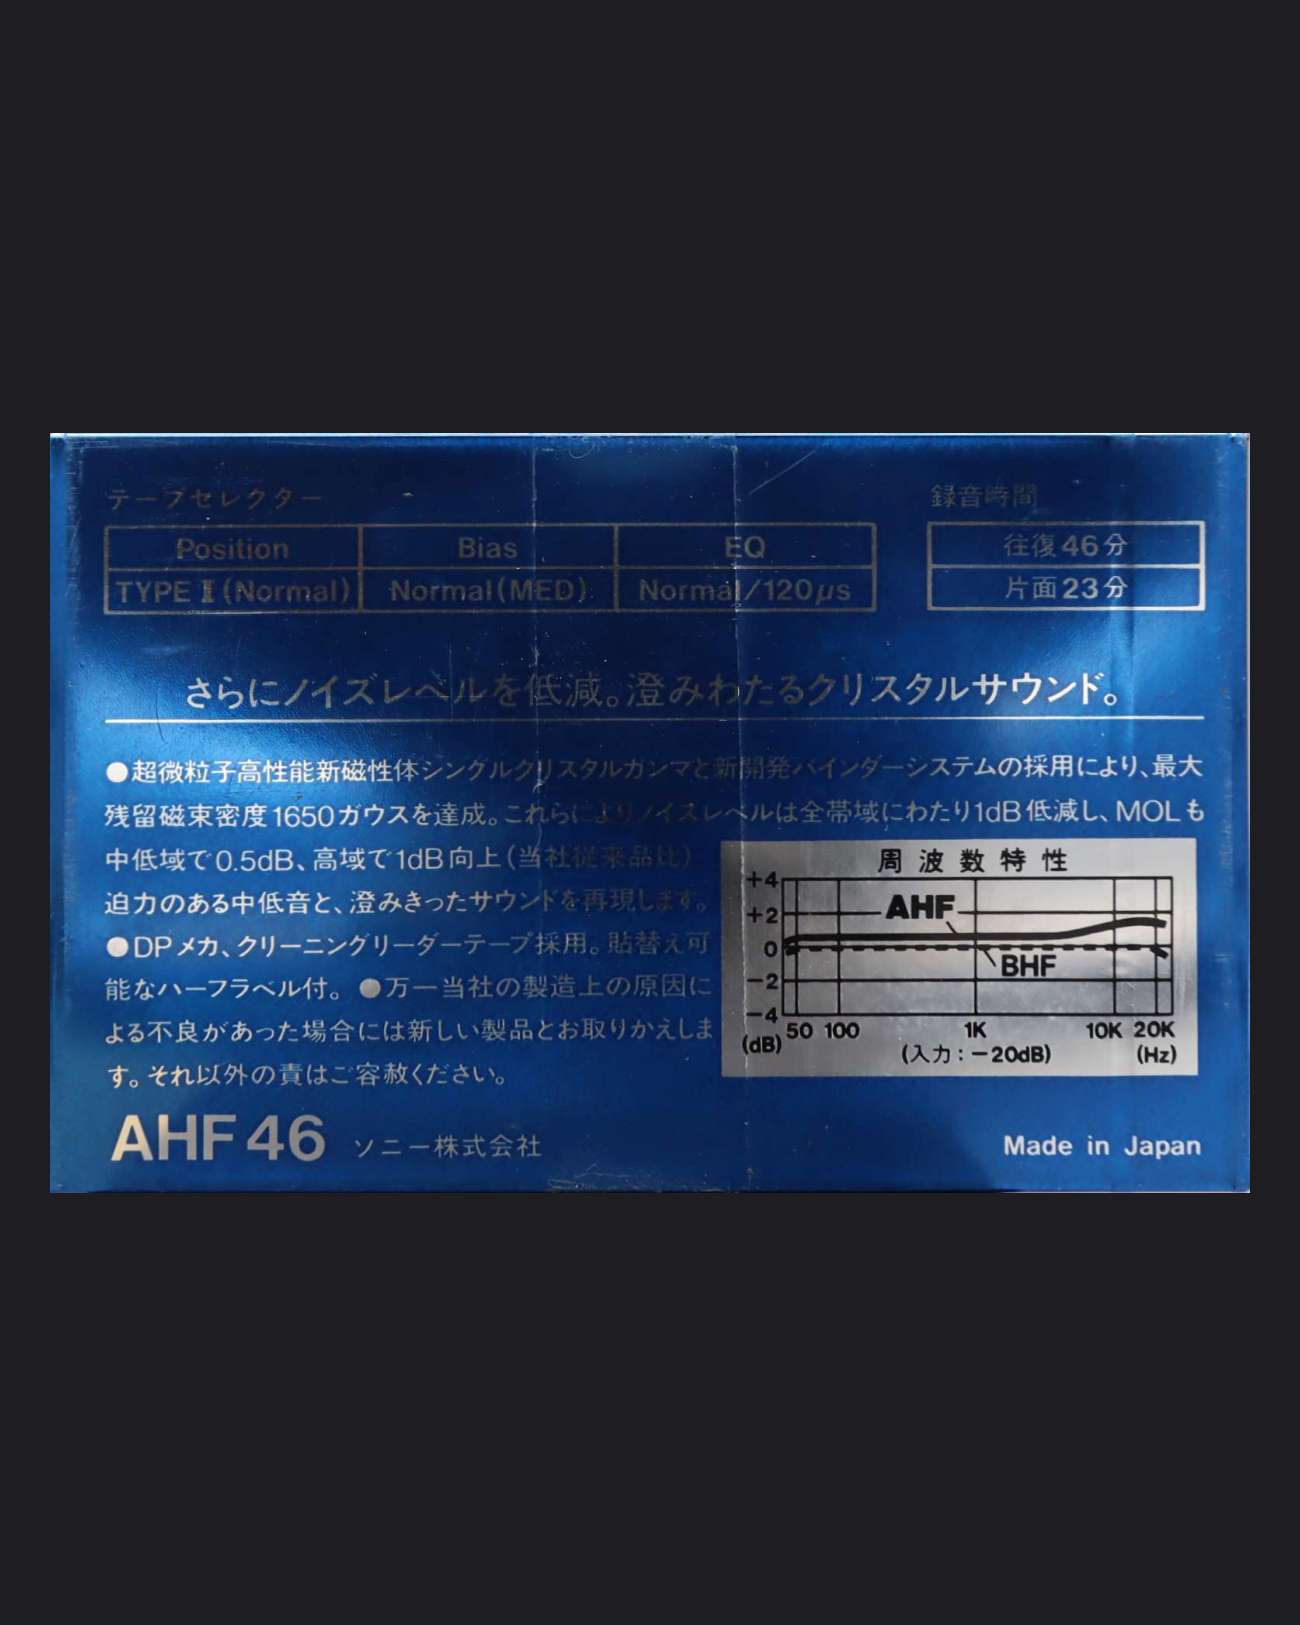 テープセレクター
録音時間
Position Bias EQ
TYPE I (Normal) Normal(MED) Normal/120μs
往復46分
片面23分
さらにノイズレベルを低減。澄みわたるクリスタルサウンド。
●超微粒子高性能新磁性体シングルクリスタルガンマと新開発バインダーシステムの採用により、最大
残留磁束密度1650ガウスを達成。これらによりノイズレベルは全帯域にわたり1dB低減し、MOLも
中低域で0.5dB、高域で1dB向上(当社従来品比)
迫力のある中低音と、澄みきったサウンドを再現します。
●DPメカ、クリーニングリーダーテープ採用。貼替え可
能なハーフラベル付。●万一当社の製造上の原因に
よる不良があった場合には新しい製品とお取りかえしま
す。それ以外の責はご容赦ください。
周波数特性
+4
+2
0
−2
−4
(dB)
AHF
BHF
50 100 1K 10K 20K
(入力:−20dB) (Hz)
AHF46 ソニー株式会社
Made in Japan